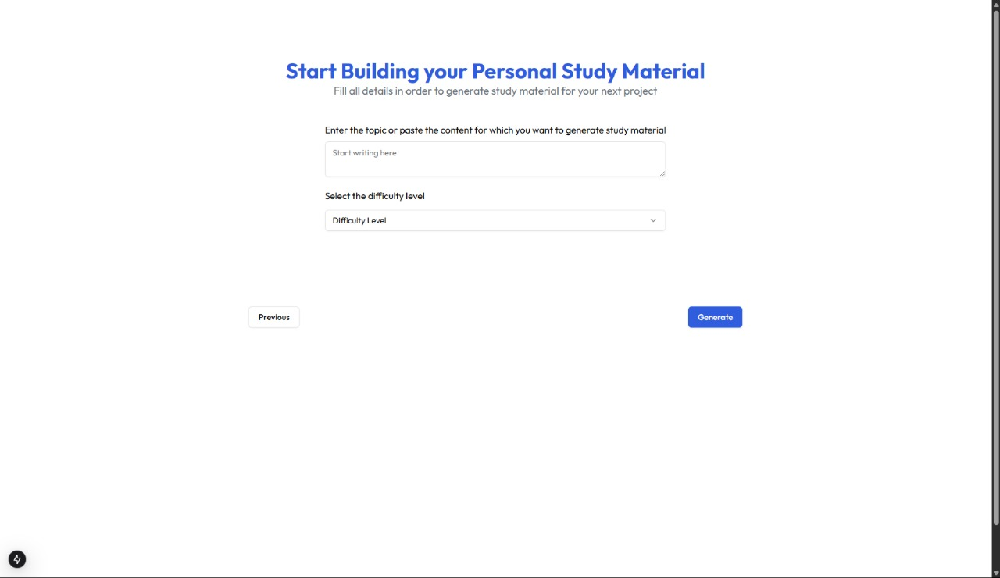 Start Building your Personal Study Material
Fill all details in order to generate study material for your next project
Enter the topic or paste the content for which you want to generate study material
Start writing here
Select the difficulty level
Difficulty Level
Previous
Generate